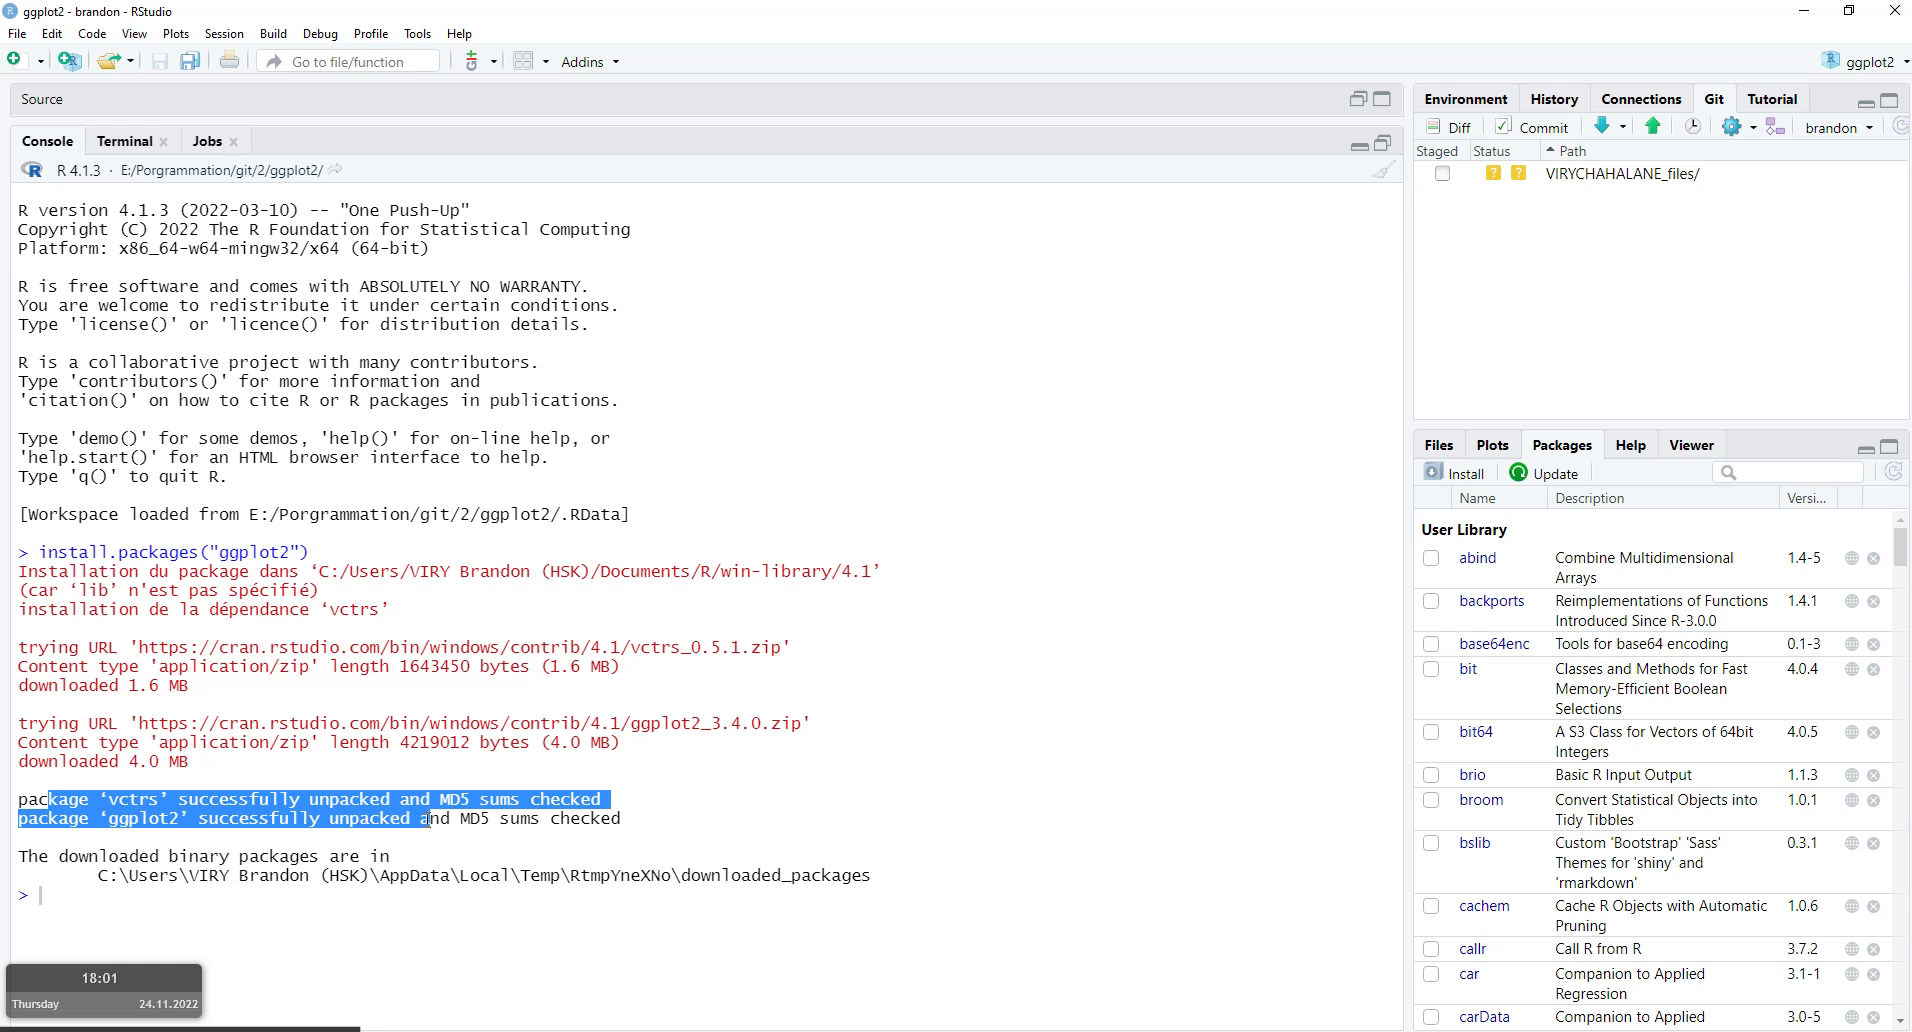 ggplot2 - brandon - RStudio
File Edit Code View Plots Session Build Debug Profile Tools Help
Go to file/function Addins ggplot2
Source
Console Terminal Jobs
R 4.1.3 · E:/Porgrammation/git/2/ggplot2/
R version 4.1.3 (2022-03-10) -- "One Push-Up"
Copyright (C) 2022 The R Foundation for Statistical Computing
Platform: x86_64-w64-mingw32/x64 (64-bit)
R is free software and comes with ABSOLUTELY NO WARRANTY.
You are welcome to redistribute it under certain conditions.
Type 'license()' or 'licence()' for distribution details.
R is a collaborative project with many contributors.
Type 'contributors()' for more information and
'citation()' on how to cite R or R packages in publications.
Type 'demo()' for some demos, 'help()' for on-line help, or
'help.start()' for an HTML browser interface to help.
Type 'q()' to quit R.
[Workspace loaded from E:/Porgrammation/git/2/ggplot2/.RData]
> install.packages("ggplot2")
Installation du package dans ‘C:/Users/VIRY Brandon (HSK)/Documents/R/win-library/4.1’
(car ‘lib’ n'est pas spécifié)
installation de la dépendance ‘vctrs’
trying URL 'https://cran.rstudio.com/bin/windows/contrib/4.1/vctrs_0.5.1.zip'
Content type 'application/zip' length 1643450 bytes (1.6 MB)
downloaded 1.6 MB
trying URL 'https://cran.rstudio.com/bin/windows/contrib/4.1/ggplot2_3.4.0.zip'
Content type 'application/zip' length 4219012 bytes (4.0 MB)
downloaded 4.0 MB
package ‘vctrs’ successfully unpacked and MD5 sums checked
package ‘ggplot2’ successfully unpacked and MD5 sums checked
The downloaded binary packages are in
C:\Users\VIRY Brandon (HSK)\AppData\Local\Temp\RtmpYneXNo\downloaded_packages
>
18:01
Thursday 24.11.2022
Environment History Connections Git Tutorial
Diff Commit brandon
Staged Status Path
? ? VIRYCHAHALANE_files/
Files Plots Packages Help Viewer
Install Update
Name Description Versi...
User Library
abind Combine Multidimensional 1.4-5
Arrays
backports Reimplementations of Functions 1.4.1
Introduced Since R-3.0.0
base64enc Tools for base64 encoding 0.1-3
bit Classes and Methods for Fast 4.0.4
Memory-Efficient Boolean
Selections
bit64 A S3 Class for Vectors of 64bit 4.0.5
Integers
brio Basic R Input Output 1.1.3
broom Convert Statistical Objects into 1.0.1
Tidy Tibbles
bslib Custom 'Bootstrap' 'Sass' 0.3.1
Themes for 'shiny' and
'rmarkdown'
cachem Cache R Objects with Automatic 1.0.6
Pruning
callr Call R from R 3.7.2
car Companion to Applied 3.1-1
Regression
carData Companion to Applied 3.0-5